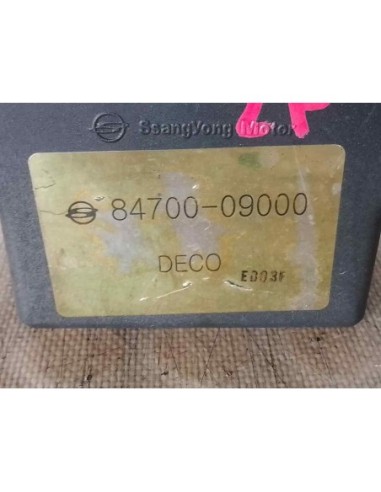 SsangYong Motor
84700-09000
DECO
E003F